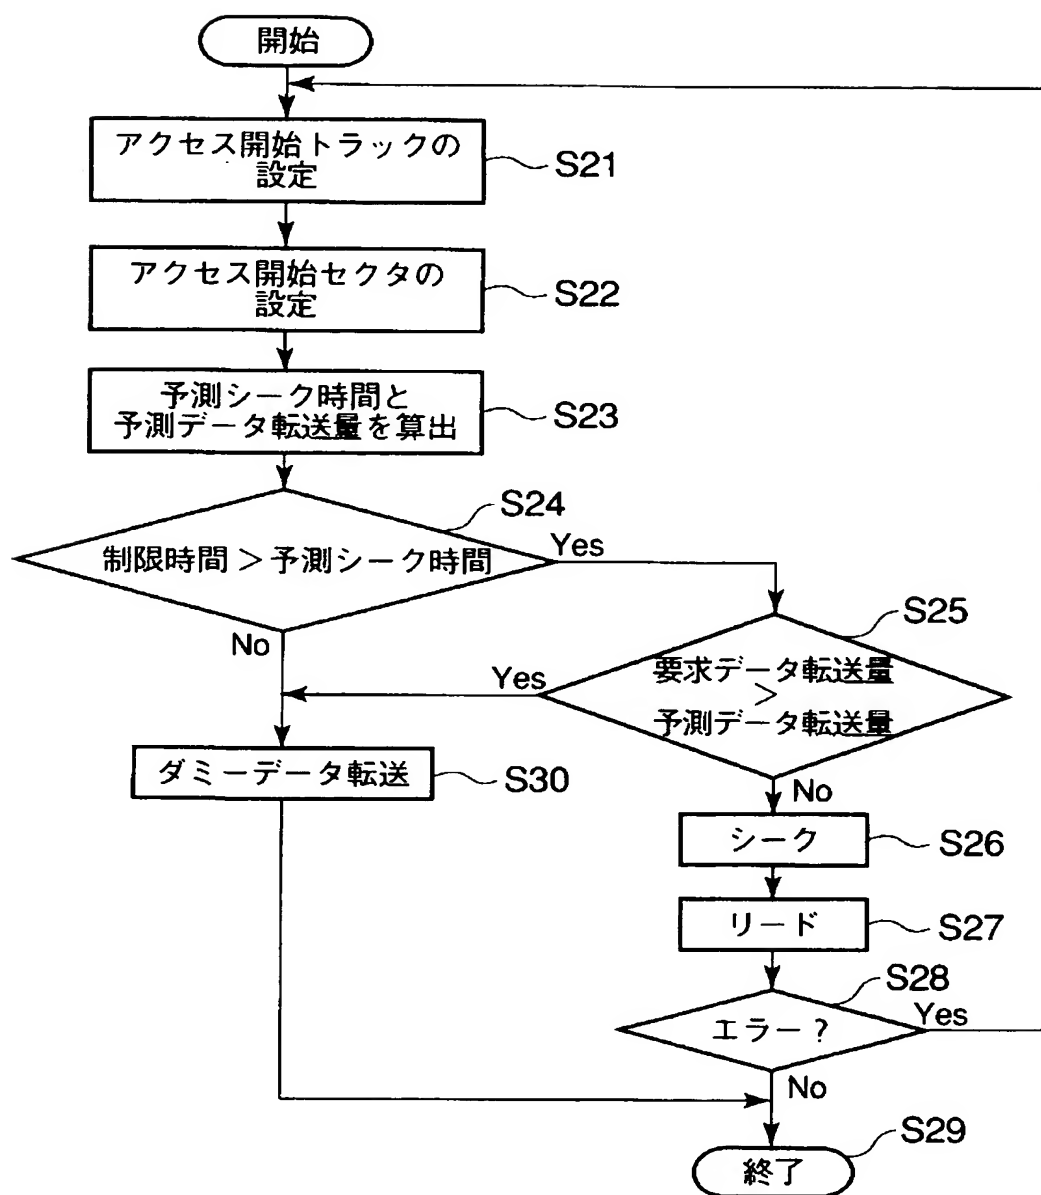 開始
アクセス開始トラックの
設定
S21
アクセス開始セクタの
設定
S22
予測シーク時間と
予測データ転送量を算出
S23
S24
制限時間＞予測シーク時間
Yes
No
S25
要求データ転送量
＞
予測データ転送量
Yes
No
ダミーデータ転送
S30
シーク
S26
リード
S27
S28
エラー？
Yes
No
S29
終了